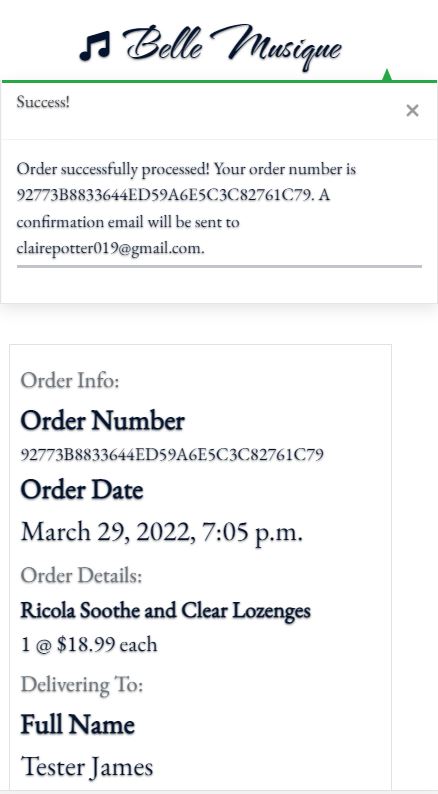 Belle Musique
Success!
×
Order successfully processed! Your order number is
92773B8833644ED59A6E5C3C82761C79. A
confirmation email will be sent to
clairepotter019@gmail.com.
Order Info:
Order Number
92773B8833644ED59A6E5C3C82761C79
Order Date
March 29, 2022, 7:05 p.m.
Order Details:
Ricola Soothe and Clear Lozenges
1 @ $18.99 each
Delivering To:
Full Name
Tester James